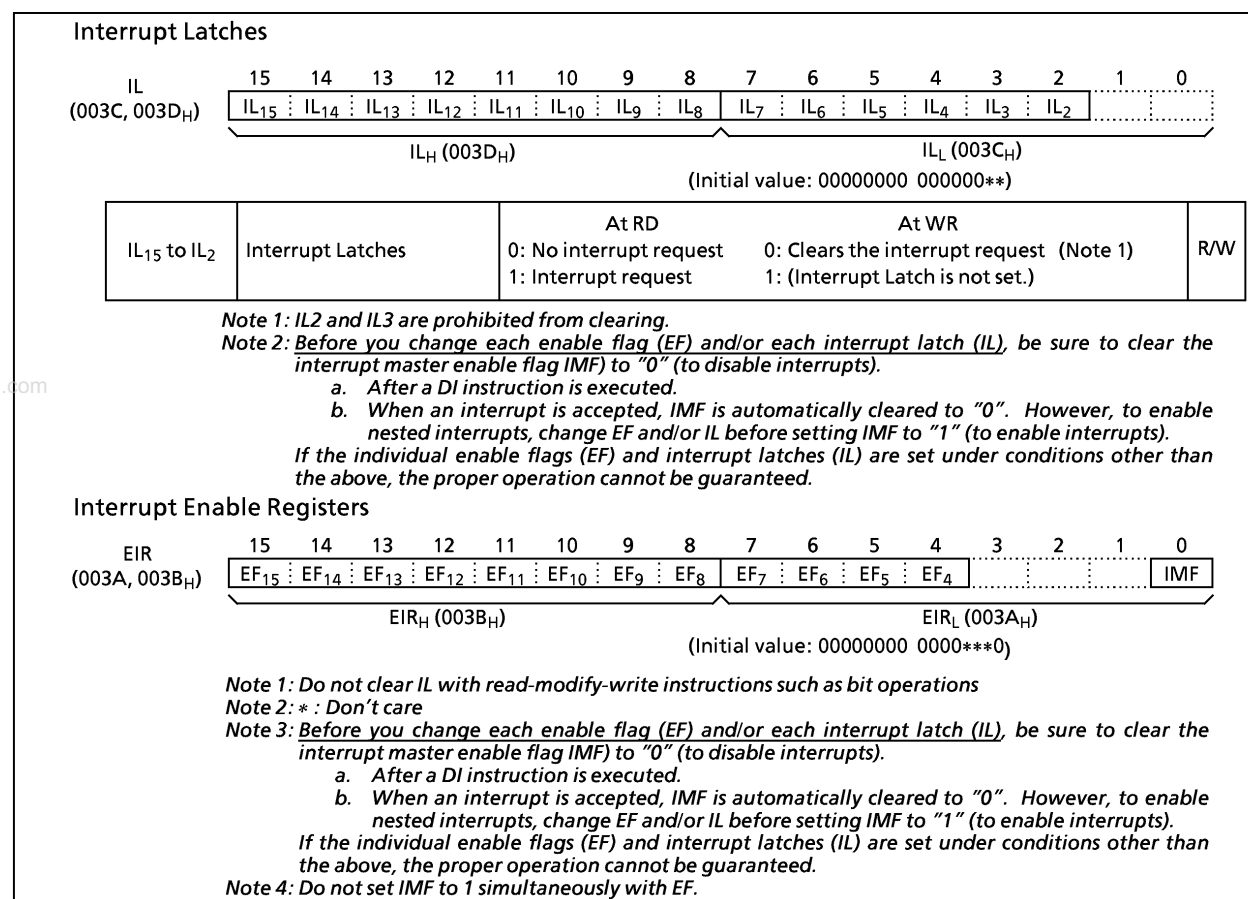 Interrupt Latches
IL
(003C, 003DH)
15 14 13 12 11 10 9 8 7 6 5 4 3 2 1 0
IL15 IL14 IL13 IL12 IL11 IL10 IL9 IL8 IL7 IL6 IL5 IL4 IL3 IL2
ILH (003DH) ILL (003CH)
(Initial value: 00000000 000000**)
At RD At WR
IL15 to IL2 Interrupt Latches 0: No interrupt request 0: Clears the interrupt request (Note 1) R/W
1: Interrupt request 1: (Interrupt Latch is not set.)
Note 1: IL2 and IL3 are prohibited from clearing.
Note 2: Before you change each enable flag (EF) and/or each interrupt latch (IL), be sure to clear the
interrupt master enable flag IMF) to "0" (to disable interrupts).
.com
a. After a DI instruction is executed.
b. When an interrupt is accepted, IMF is automatically cleared to "0". However, to enable
nested interrupts, change EF and/or IL before setting IMF to "1" (to enable interrupts).
If the individual enable flags (EF) and interrupt latches (IL) are set under conditions other than
the above, the proper operation cannot be guaranteed.
Interrupt Enable Registers
EIR
(003A, 003BH)
15 14 13 12 11 10 9 8 7 6 5 4 3 2 1 0
EF15 EF14 EF13 EF12 EF11 EF10 EF9 EF8 EF7 EF6 EF5 EF4 IMF
EIRH (003BH) EIRL (003AH)
(Initial value: 00000000 0000***0)
Note 1: Do not clear IL with read-modify-write instructions such as bit operations
Note 2: * : Don't care
Note 3: Before you change each enable flag (EF) and/or each interrupt latch (IL), be sure to clear the
interrupt master enable flag IMF) to "0" (to disable interrupts).
a. After a DI instruction is executed.
b. When an interrupt is accepted, IMF is automatically cleared to "0". However, to enable
nested interrupts, change EF and/or IL before setting IMF to "1" (to enable interrupts).
If the individual enable flags (EF) and interrupt latches (IL) are set under conditions other than
the above, the proper operation cannot be guaranteed.
Note 4: Do not set IMF to 1 simultaneously with EF.